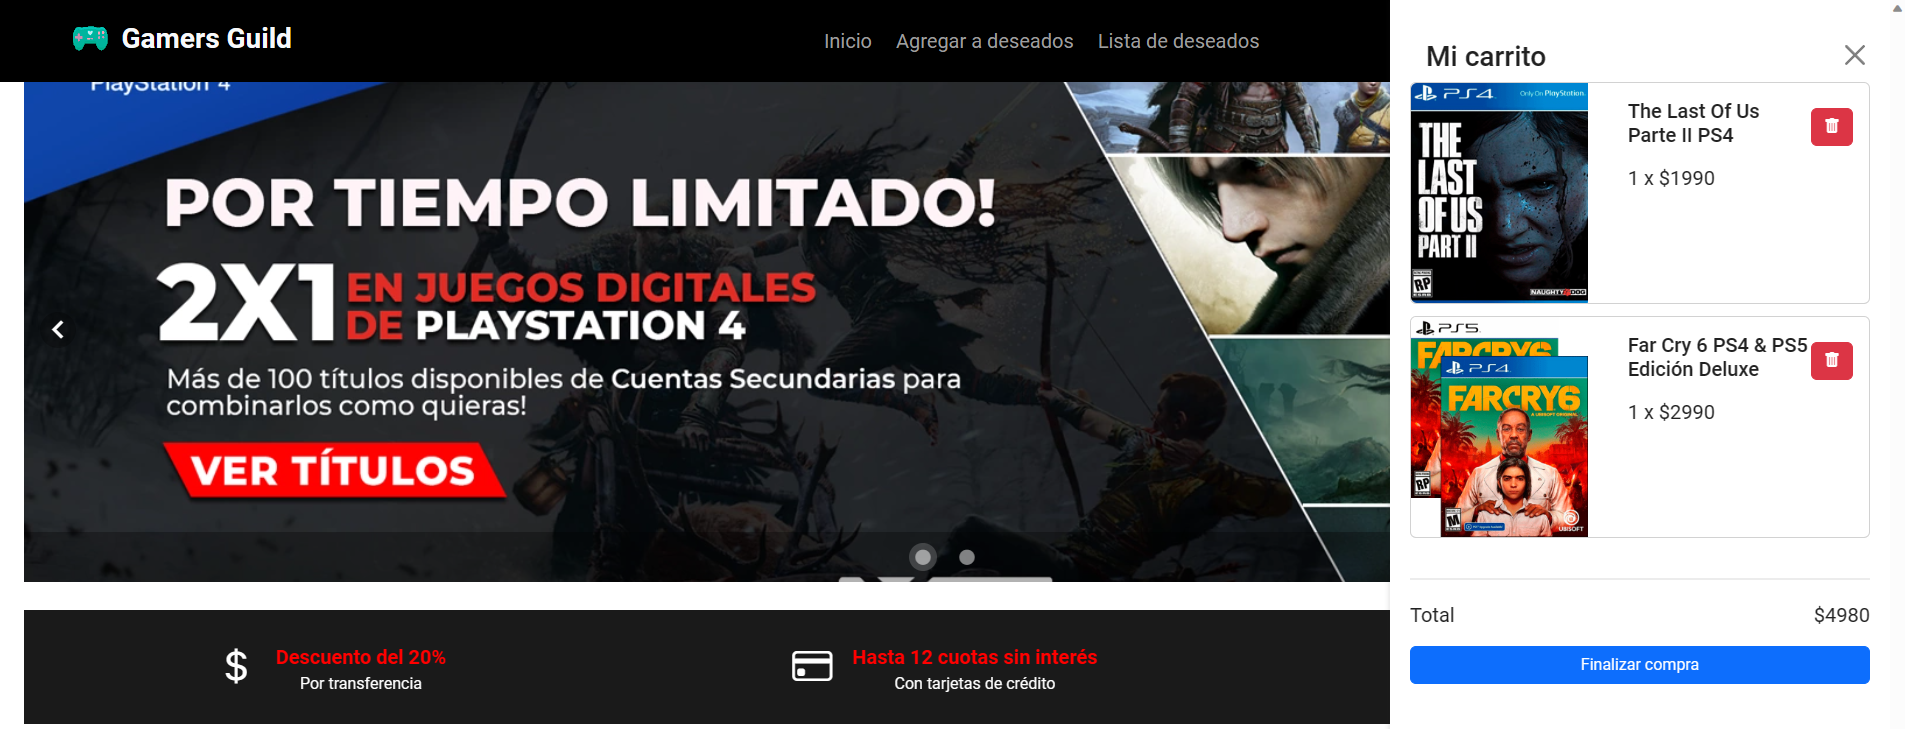 Gamers Guild
Inicio
Agregar a deseados
Lista de deseados
PlayStation 4
POR TIEMPO LIMITADO!
2X1 EN JUEGOS DIGITALES
DE PLAYSTATION 4
Más de 100 títulos disponibles de Cuentas Secundarias para
combinarlos como quieras!
VER TÍTULOS
$
Descuento del 20%
Por transferencia
Hasta 12 cuotas sin interés
Con tarjetas de crédito
Mi carrito
PS4
Only On PlayStation
THE
LAST
OF US
PART II
RP
NAUGHTY DOG
The Last Of Us
Parte II PS4
1 x $1990
PS5
FARCRY6
PS4
FARCRY6
A UBISOFT ORIGINAL
RP
M
UBISOFT
Far Cry 6 PS4 & PS5
Edición Deluxe
1 x $2990
Total
$4980
Finalizar compra